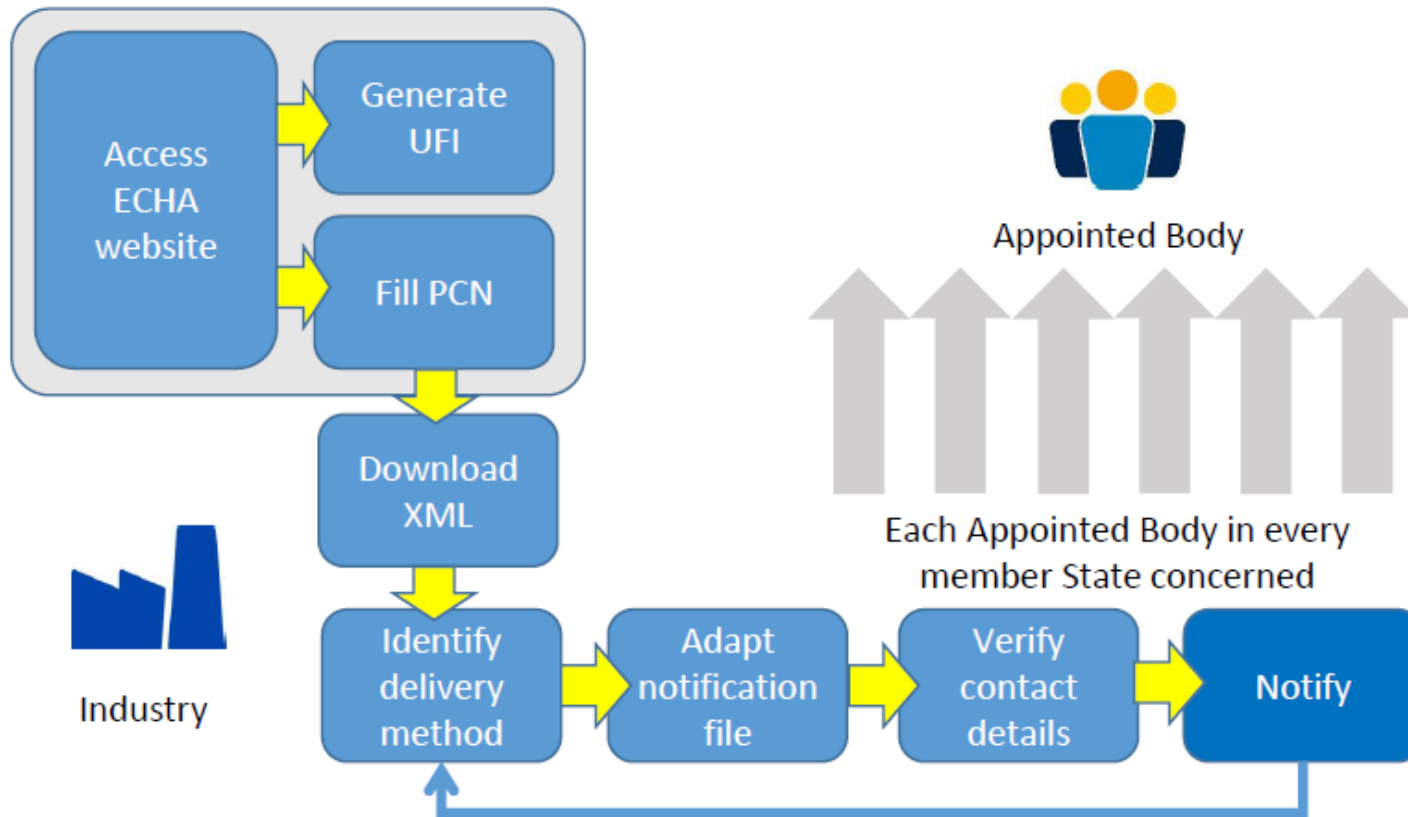 Access
ECHA
website
Generate
UFI
Fill PCN
Download
XML
Industry
Identify
delivery
method
Adapt
notification
file
Verify
contact
details
Notify
Each Appointed Body in every
member State concerned
Appointed Body